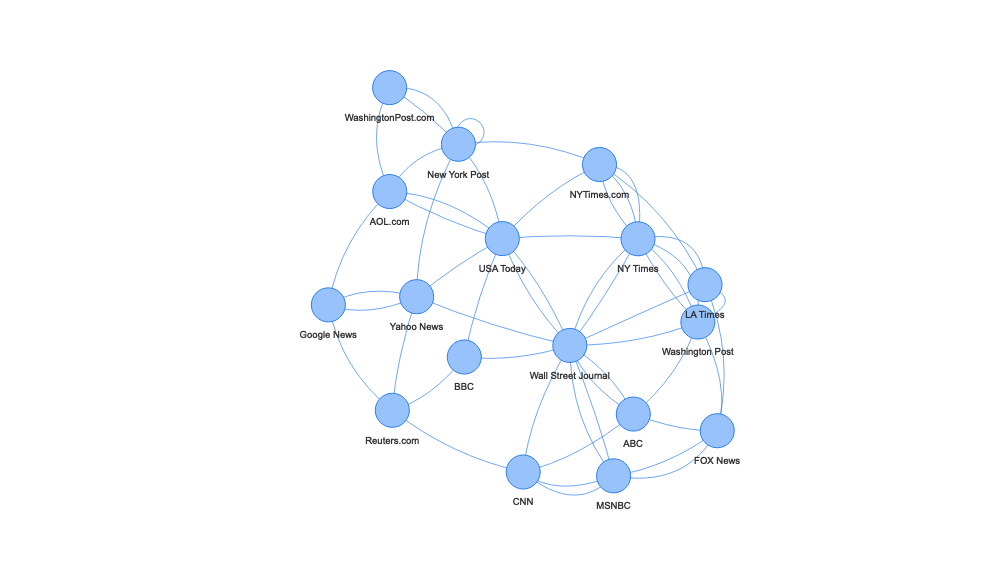 WashingtonPost.com
New York Post
NYTimes.com
AOL.com
USA Today
NY Times
LA Times
Google News
Yahoo News
Washington Post
Wall Street Journal
BBC
Reuters.com
ABC
FOX News
CNN
MSNBC